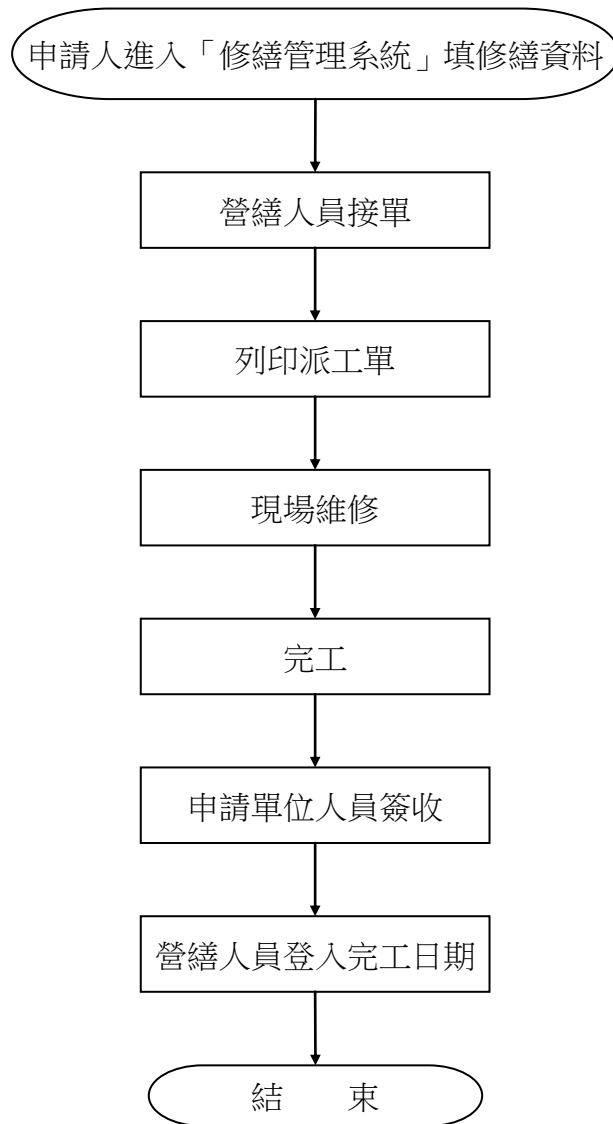 申請人進入「修繕管理系統」填修繕資料
營繕人員接單
列印派工單
現場維修
完工
申請單位人員簽收
營繕人員登入完工日期
結　　束